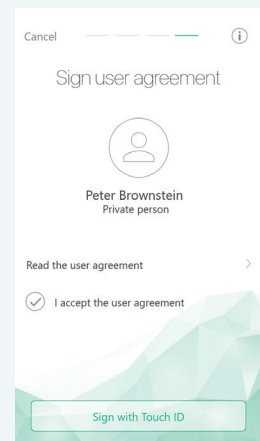 Cancel
Sign user agreement
Peter Brownstein
Private person
Read the user agreement
I accept the user agreement
Sign with Touch ID